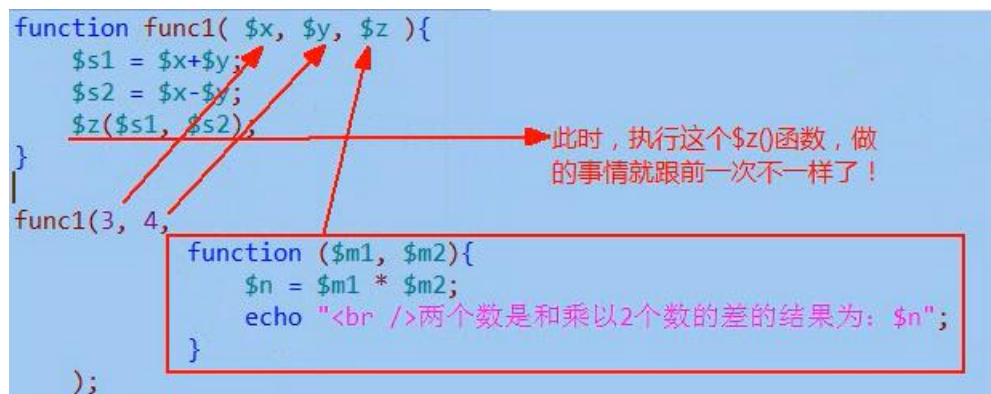 function func1( $x, $y, $z ){
$s1 = $x+$y;
$s2 = $x-$y;
$z($s1, $s2);
}
此时，执行这个$z()函数，做
的事情就跟前一次不一样了！
func1(3, 4,
function ($m1, $m2){
$n = $m1 * $m2;
echo "<br />两个数是和乘以2个数的差的结果为: $n";
}
);